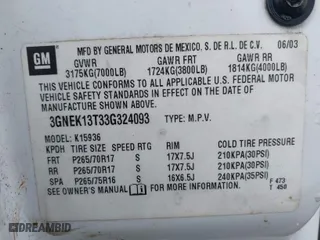 GM
MFD BY GENERAL MOTORS DE MEXICO, S. DE R.L. DE C.V. 06/03
GVWR GAWR FRT GAWR RR
3175KG(7000LB) 1724KG(3800LB) 1814KG(4000LB)
THIS VEHICLE CONFORMS TO ALL APPLICABLE U.S. FEDERAL MOTOR
VEHICLE SAFETY STANDARDS IN EFFECT ON THE DATE OF
MANUFACTURE SHOWN ABOVE.
3GNEK13T33G324093 TYPE: M.P.V.
MODEL: K15936
KPDH TIRE SIZE SPEED RTG RIM COLD TIRE PRESSURE
FRT P265/70R17 S 17X7.5J 210KPA(30PSI)
RR P265/70R17 S 17X7.5J 210KPA(30PSI)
SPA P265/75R16 S 16X6.5J 240KPA(35PSI)
SEE OWNER'S MANUAL FOR MORE INFORMATION. F 473
T 458
IAAI